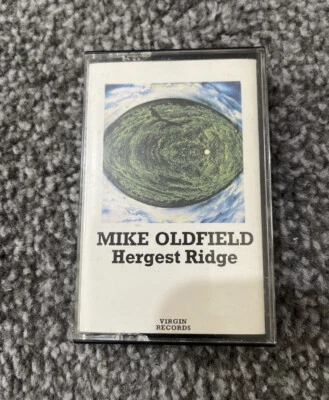 MIKE OLDFIELD
Hergest Ridge
VIRGIN
RECORDS